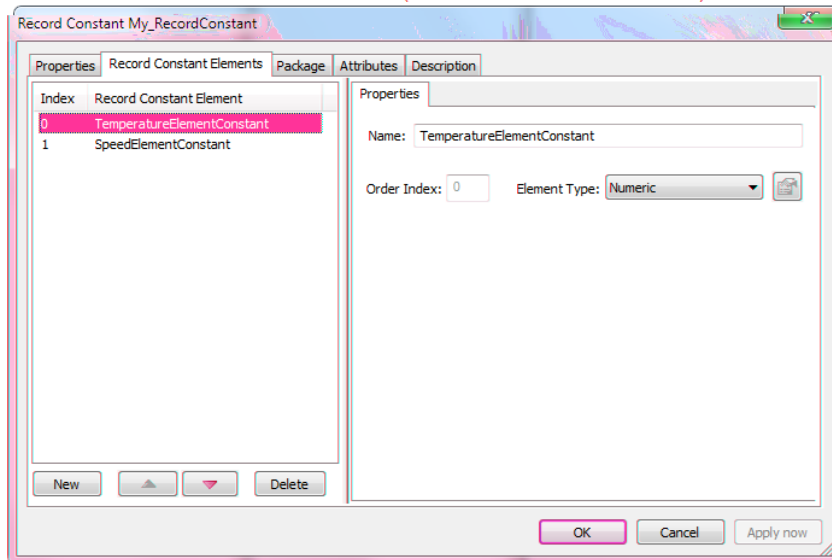 Record Constant My_RecordConstant
Properties Record Constant Elements Package Attributes Description
Index Record Constant Element
0 TemperatureElementConstant
1 SpeedElementConstant
New Delete
Properties
Name: TemperatureElementConstant
Order Index: 0 Element Type: Numeric
OK Cancel Apply now